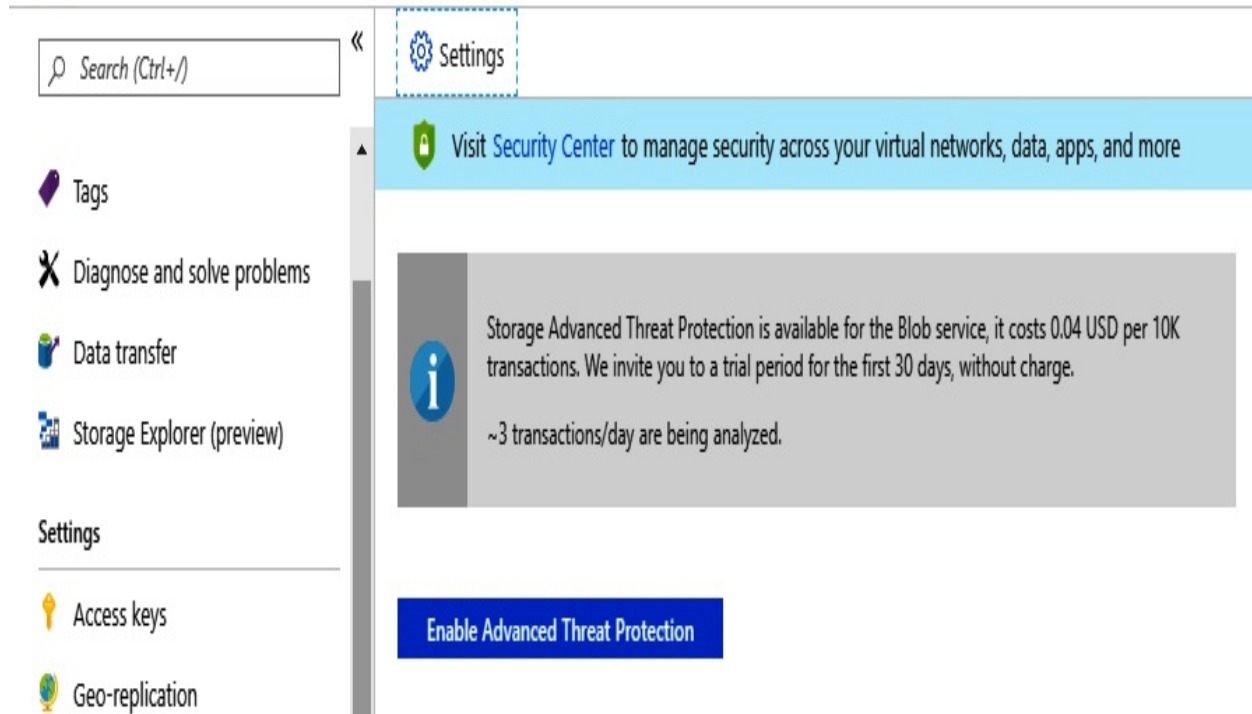 Search (Ctrl+/)
Tags
Diagnose and solve problems
Data transfer
Storage Explorer (preview)
Settings
Access keys
Geo-replication
Settings
Visit Security Center to manage security across your virtual networks, data, apps, and more
Storage Advanced Threat Protection is available for the Blob service, it costs 0.04 USD per 10K
transactions. We invite you to a trial period for the first 30 days, without charge.
~3 transactions/day are being analyzed.
Enable Advanced Threat Protection